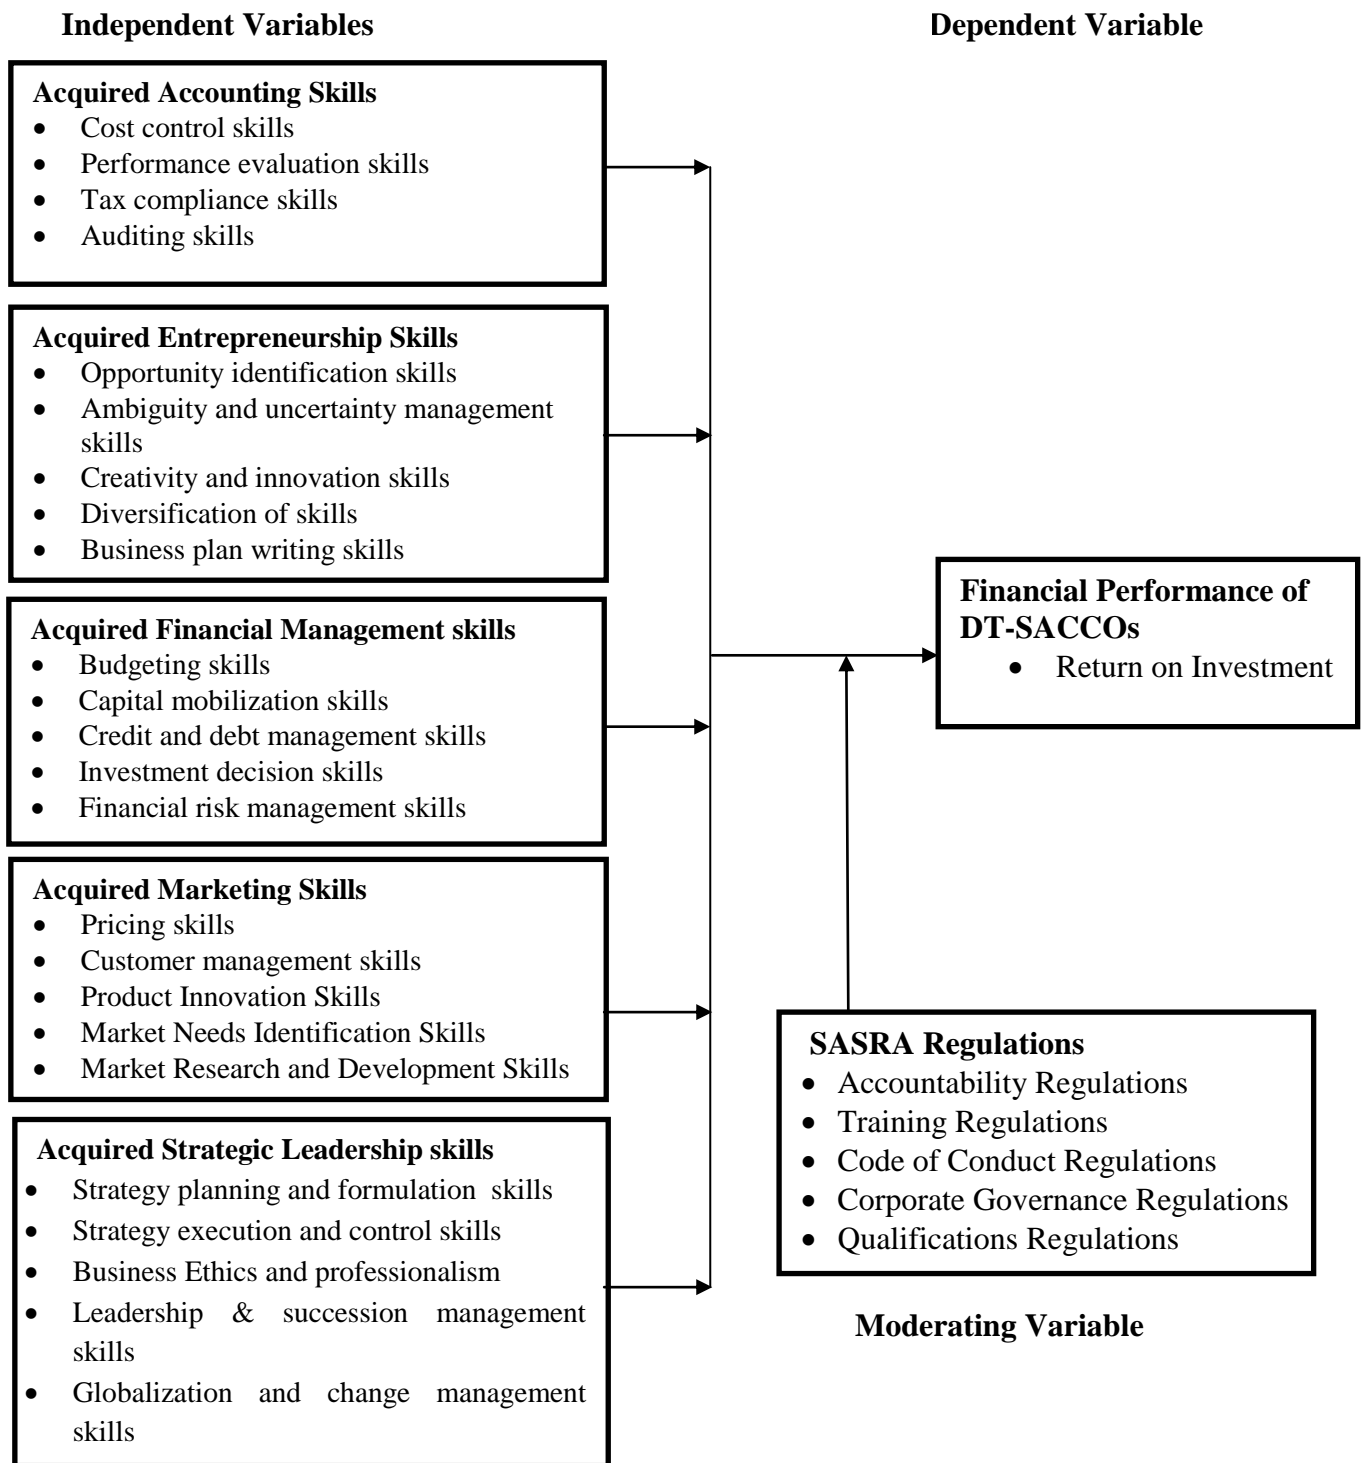 Independent Variables
Dependent Variable
Acquired Accounting Skills
• Cost control skills
• Performance evaluation skills
• Tax compliance skills
• Auditing skills
Acquired Entrepreneurship Skills
• Opportunity identification skills
• Ambiguity and uncertainty management
skills
• Creativity and innovation skills
• Diversification of skills
• Business plan writing skills
Acquired Financial Management skills
• Budgeting skills
• Capital mobilization skills
• Credit and debt management skills
• Investment decision skills
• Financial risk management skills
Acquired Marketing Skills
• Pricing skills
• Customer management skills
• Product Innovation Skills
• Market Needs Identification Skills
• Market Research and Development Skills
Acquired Strategic Leadership skills
• Strategy planning and formulation skills
• Strategy execution and control skills
• Business Ethics and professionalism
• Leadership & succession management
skills
• Globalization and change management
skills
Financial Performance of
DT-SACCOs
• Return on Investment
SASRA Regulations
• Accountability Regulations
• Training Regulations
• Code of Conduct Regulations
• Corporate Governance Regulations
• Qualifications Regulations
Moderating Variable